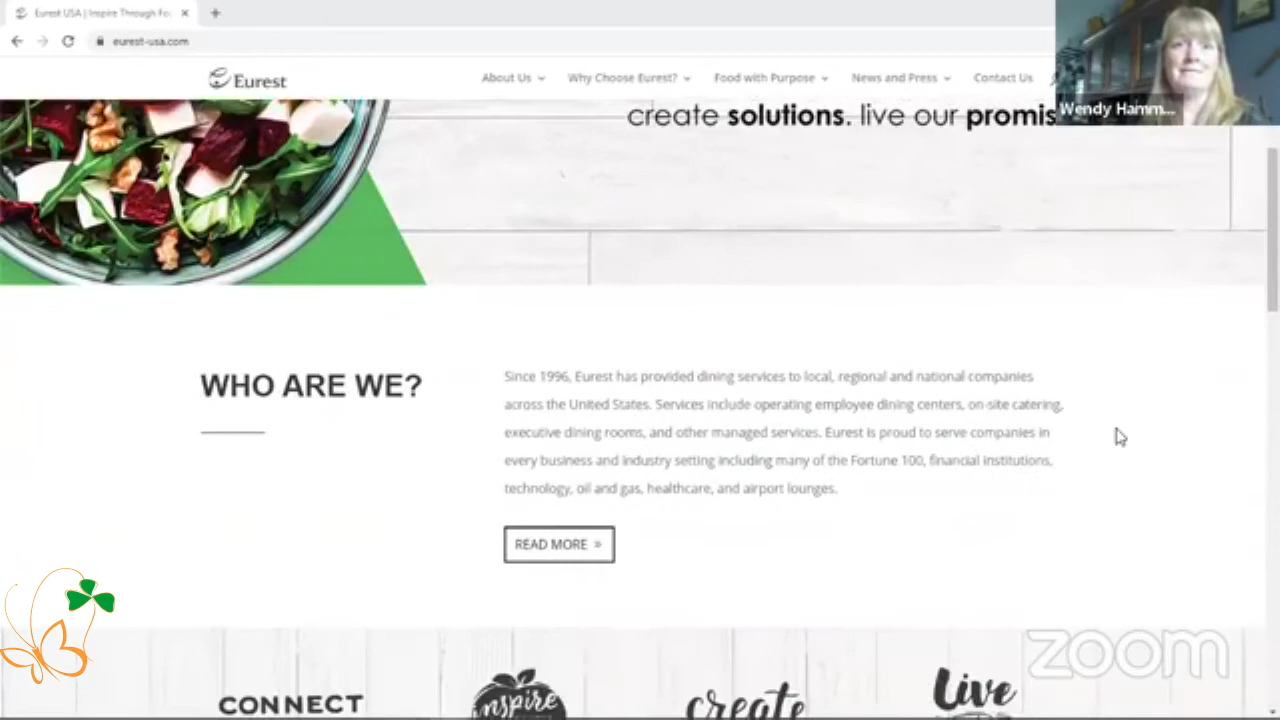 Eurest USA | Inspire Through Fo
eurest-usa.com
Eurest
About Us
Why Choose Eurest?
Food with Purpose
News and Press
Contact Us
create solutions. live our promis
Wendy Hamm...
WHO ARE WE?
Since 1996, Eurest has provided dining services to local, regional and national companies
across the United States. Services include operating employee dining centers, on-site catering,
executive dining rooms, and other managed services. Eurest is proud to serve companies in
every business and industry setting including many of the Fortune 100, financial institutions,
technology, oil and gas, healthcare, and airport lounges.
READ MORE »
zoom
CONNECT
inspire
create
Live